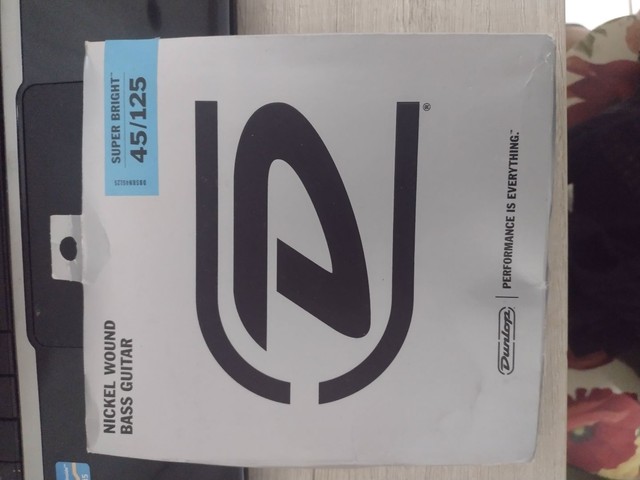 NICKEL WOUND
BASS GUITAR
SUPER BRIGHT™
45/125
®
Dunlop
PERFORMANCE IS EVERYTHING.™